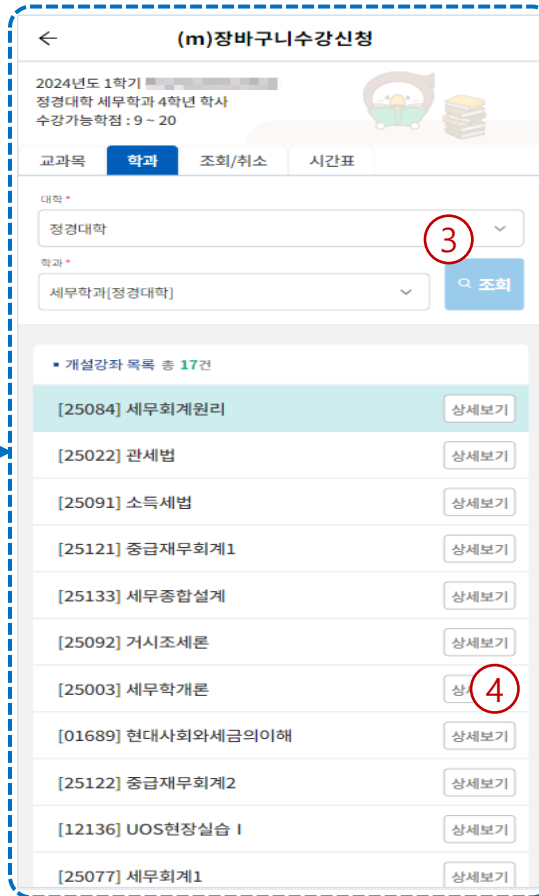 (m)장바구니수강신청
2024년도 1학기
정경대학 세무학과 4학년 학사
수강가능학점 : 9 ~ 20
교과목 학과 조회/취소 시간표
대학 *
정경대학
3
학과 *
세무학과[정경대학]
조회
개설강좌 목록 총 17건
[25084] 세무회계원리 상세보기
[25022] 관세법 상세보기
[25091] 소득세법 상세보기
[25121] 중급재무회계1 상세보기
[25133] 세무종합설계 상세보기
[25092] 거시조세론 상세보기
[25003] 세무학개론 상 4
[01689] 현대사회와세금의이해 상세보기
[25122] 중급재무회계2 상세보기
[12136] UOS현장실습 I 상세보기
[25077] 세무회계1 상세보기